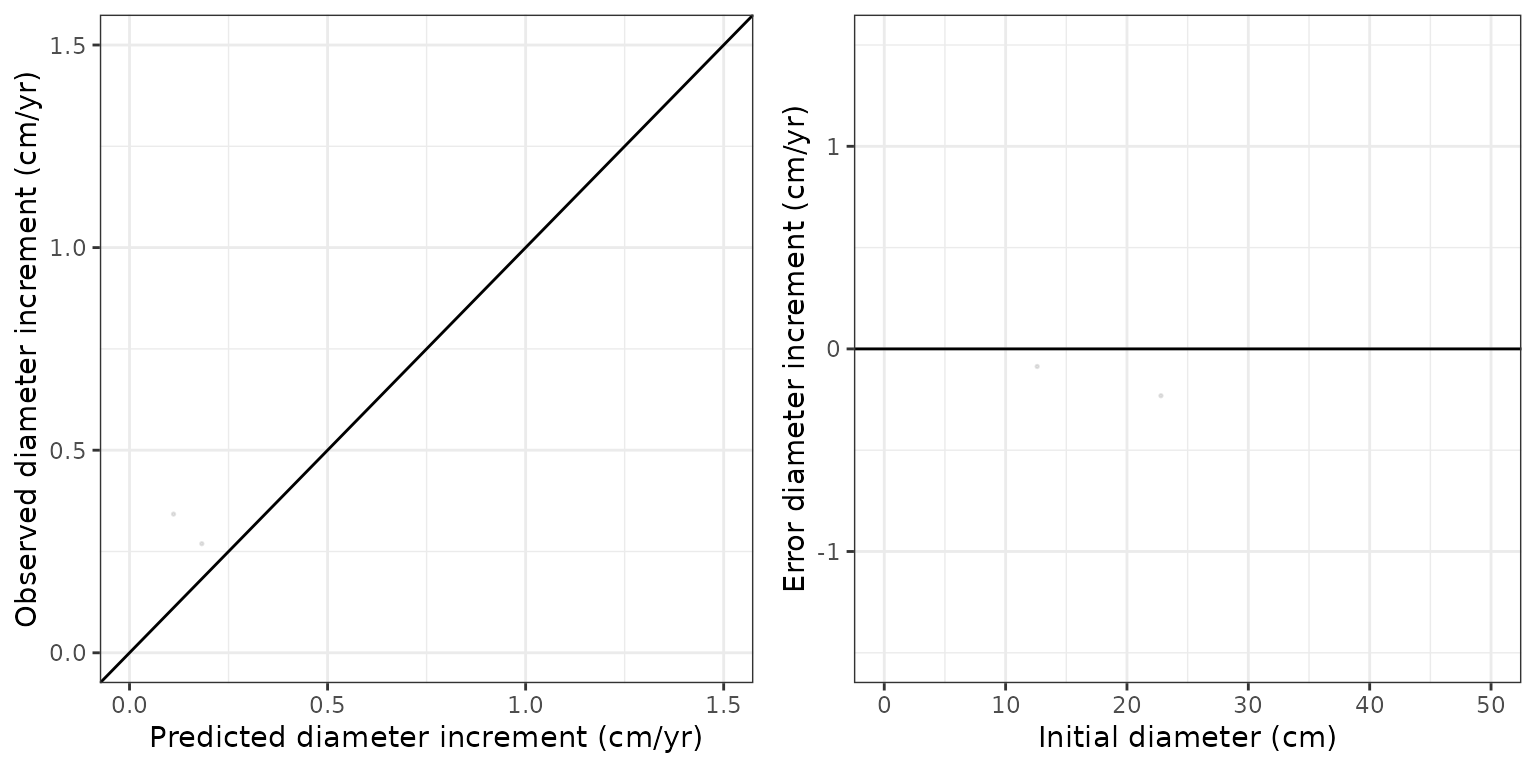 Observed diameter increment (cm/yr)
1.5
1.0
0.5
0.0
0.0 0.5 1.0 1.5
Predicted diameter increment (cm/yr)
Error diameter increment (cm/yr)
1
0
-1
0 10 20 30 40 50
Initial diameter (cm)